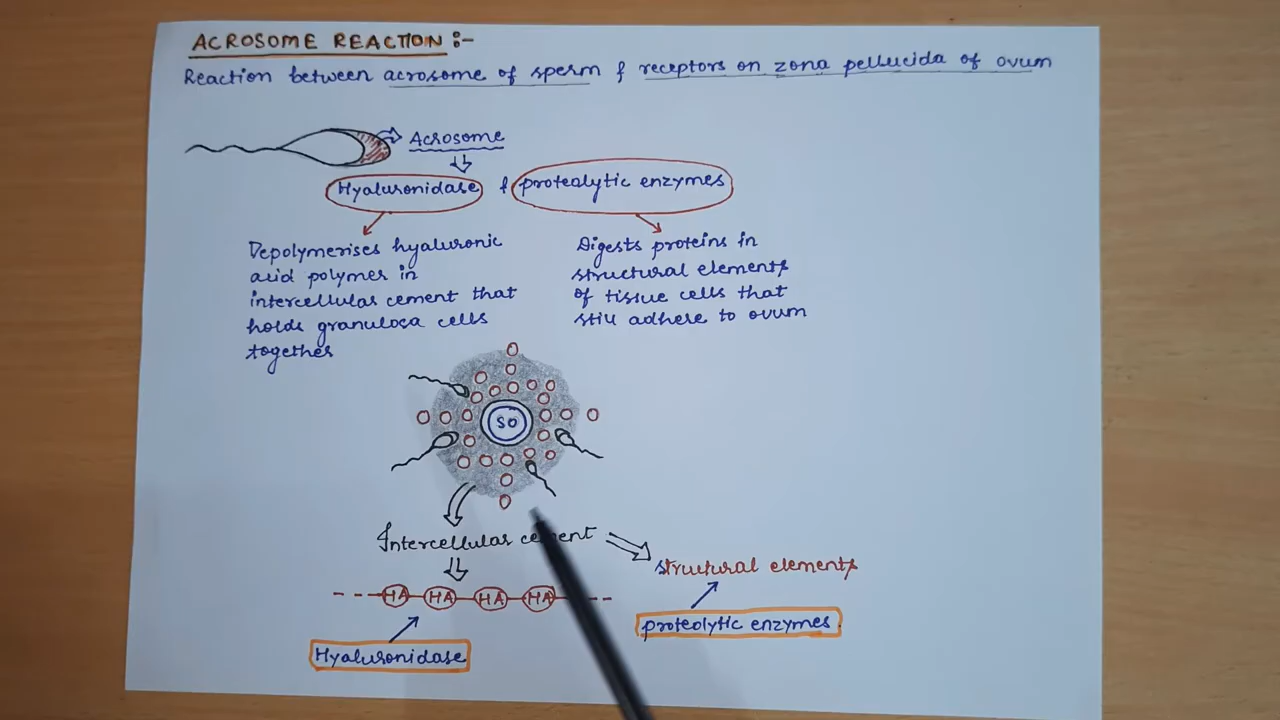 ACROSOME REACTION :-
Reaction between acrosome of sperm & receptors on zona pellucida of ovum
Acrosome
Hyaluronidase & proteolytic enzymes
Depolymerises hyaluronic
acid polymer in
intercellular cement that
holds granulosa cells
together
Digests proteins in
structural elements
of tissue cells that
still adhere to ovum
SO
Intercellular cement
structural elements
HA HA HA HA
proteolytic enzymes
Hyaluronidase